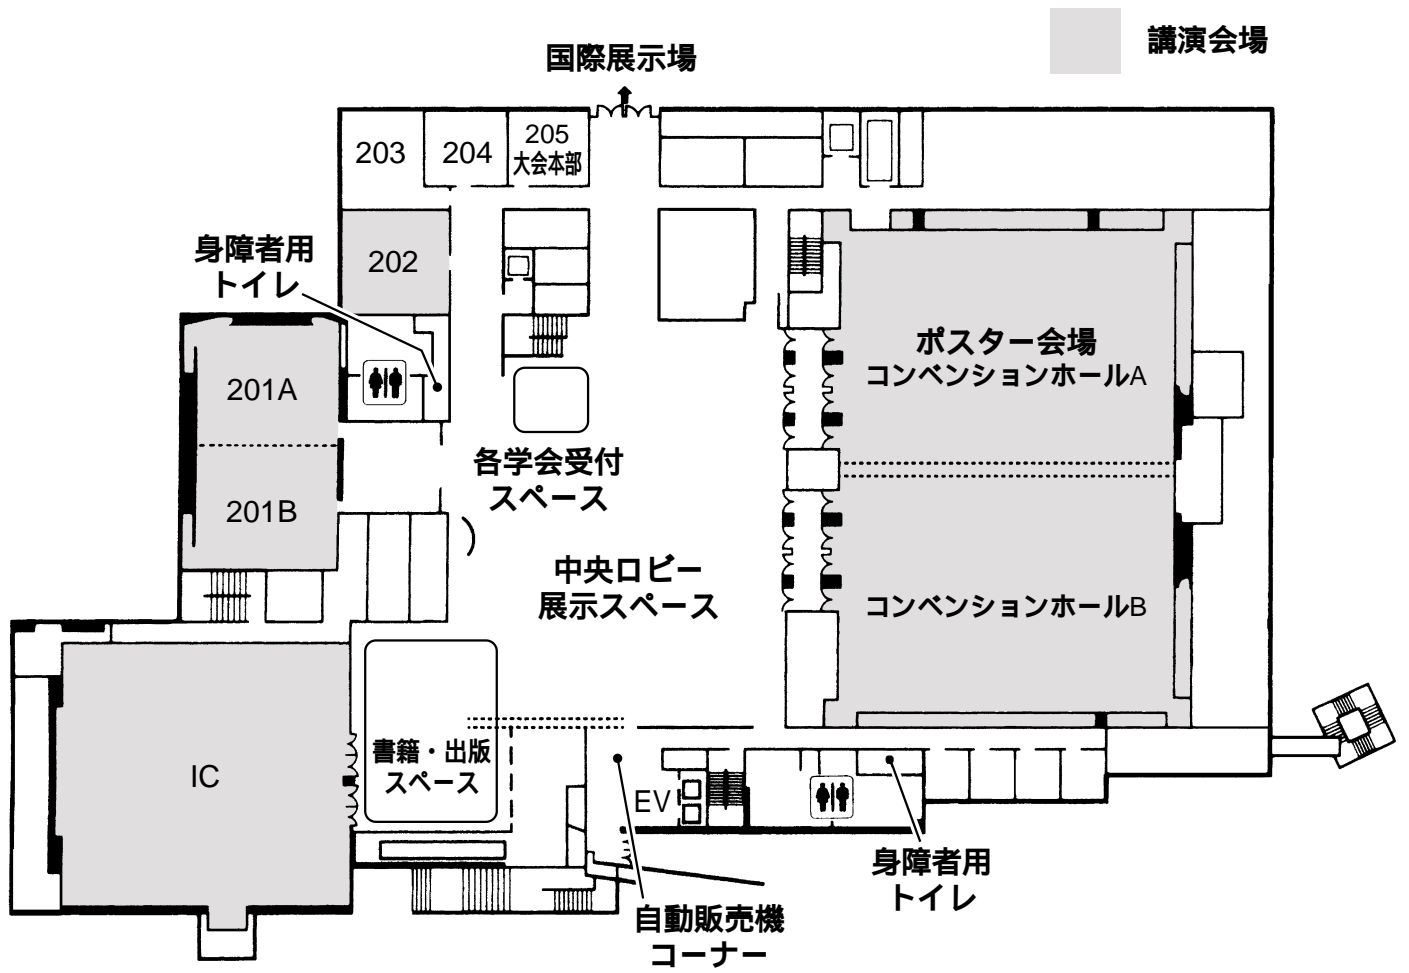 講演会場
国際展示場
203
204
205
大会本部
202
身障者用
トイレ
201A
201B
各学会受付
スペース
ポスター会場
コンベンションホールA
中央ロビー
展示スペース
コンベンションホールB
書籍・出版
スペース
IC
EV
身障者用
トイレ
自動販売機
コーナー